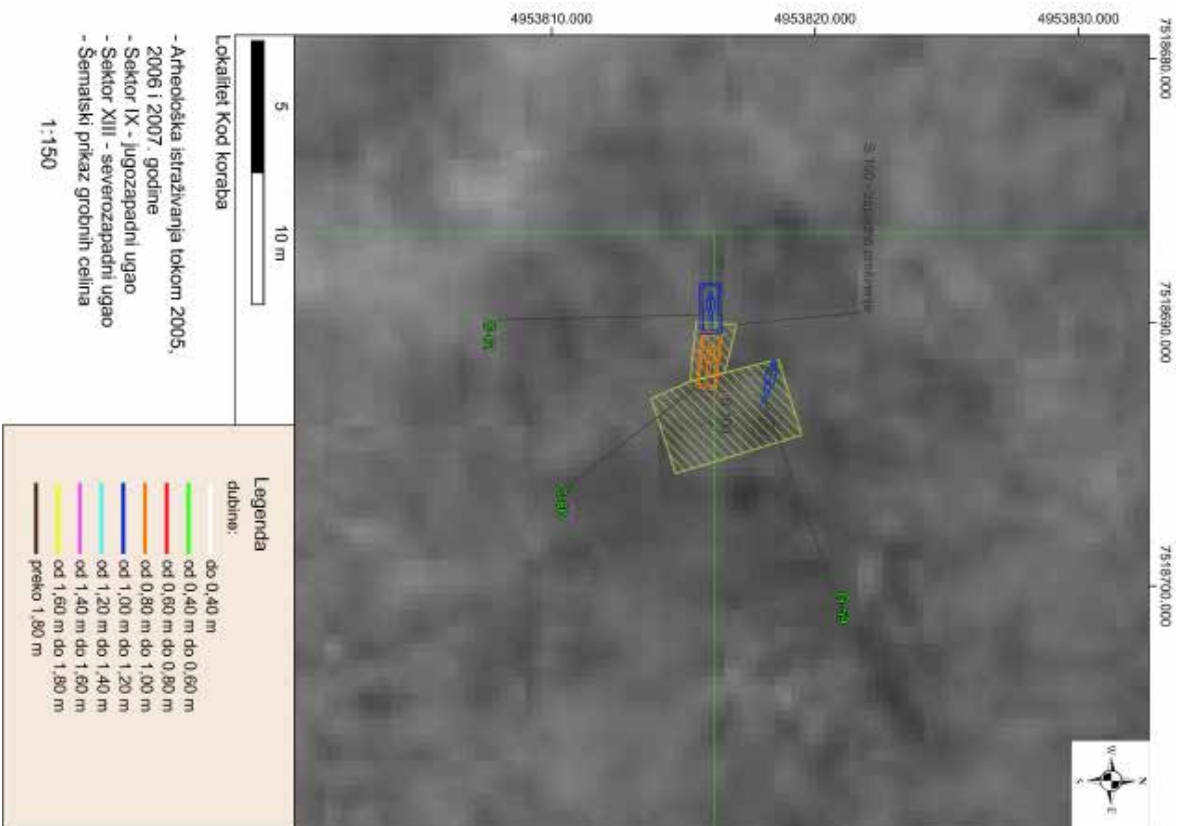 7518680.000
7518690.000
7518700.000
4953830.000
4953820.000
4953810.000
N
W
E
S
S 100 -
5
10 m
Lokalitet Kod koraba
- Arheološka istraživanja tokom 2005,
2006 i 2007. godine
- Sektor IX - jugozapadni ugao
- Sektor XIII - severozapadni ugao
- Šematski prikaz grobnih celina
1:150
Legenda
dubine:
do 0,40 m
od 0,40 m do 0,60 m
od 0,60 m do 0,80 m
od 0,80 m do 1,00 m
od 1,00 m do 1,20 m
od 1,20 m do 1,40 m
od 1,40 m do 1,60 m
od 1,60 m do 1,80 m
preko 1,80 m